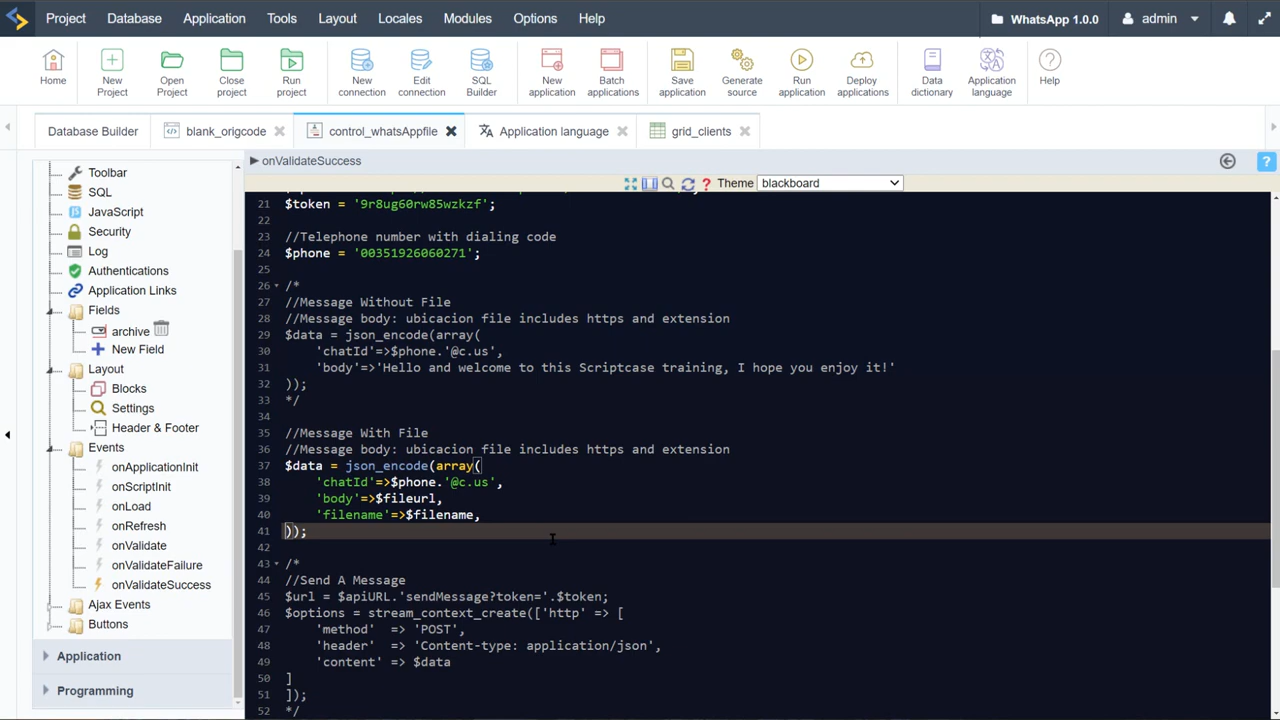 Project Database Application Tools Layout Locales Modules Options Help WhatsApp 1.0.0 admin
Home New Project Open Project Close project Run project New connection Edit connection SQL Builder New application Batch applications Save application Generate source Run application Deploy applications Data dictionary Application language Help
Database Builder blank_origcode control_whatsAppfile Application language grid_clients
onValidateSuccess
Theme blackboard
Toolbar
SQL
JavaScript
Security
Log
Authentications
Application Links
Fields
archive
New Field
Layout
Blocks
Settings
Header & Footer
Events
onApplicationInit
onScriptInit
onLoad
onRefresh
onValidate
onValidateFailure
onValidateSuccess
Ajax Events
Buttons
Application
Programming
21 $token = '9r8ug60rw85wzkzf';
22
23 //Telephone number with dialing code
24 $phone = '00351926060271';
25
26 /*
27 //Message Without File
28 //Message body: ubicacion file includes https and extension
29 $data = json_encode(array(
30 'chatId'=>$phone.'@c.us',
31 'body'=>'Hello and welcome to this Scriptcase training, I hope you enjoy it!'
32 ));
33 */
34
35 //Message With File
36 //Message body: ubicacion file includes https and extension
37 $data = json_encode(array(
38 'chatId'=>$phone.'@c.us',
39 'body'=>$fileurl,
40 'filename'=>$filename,
41 ));
42
43 /*
44 //Send A Message
45 $url = $apiURL.'sendMessage?token='.$token;
46 $options = stream_context_create(['http' => [
47 'method' => 'POST',
48 'header' => 'Content-type: application/json',
49 'content' => $data
50 ]
51 ]);
52 */